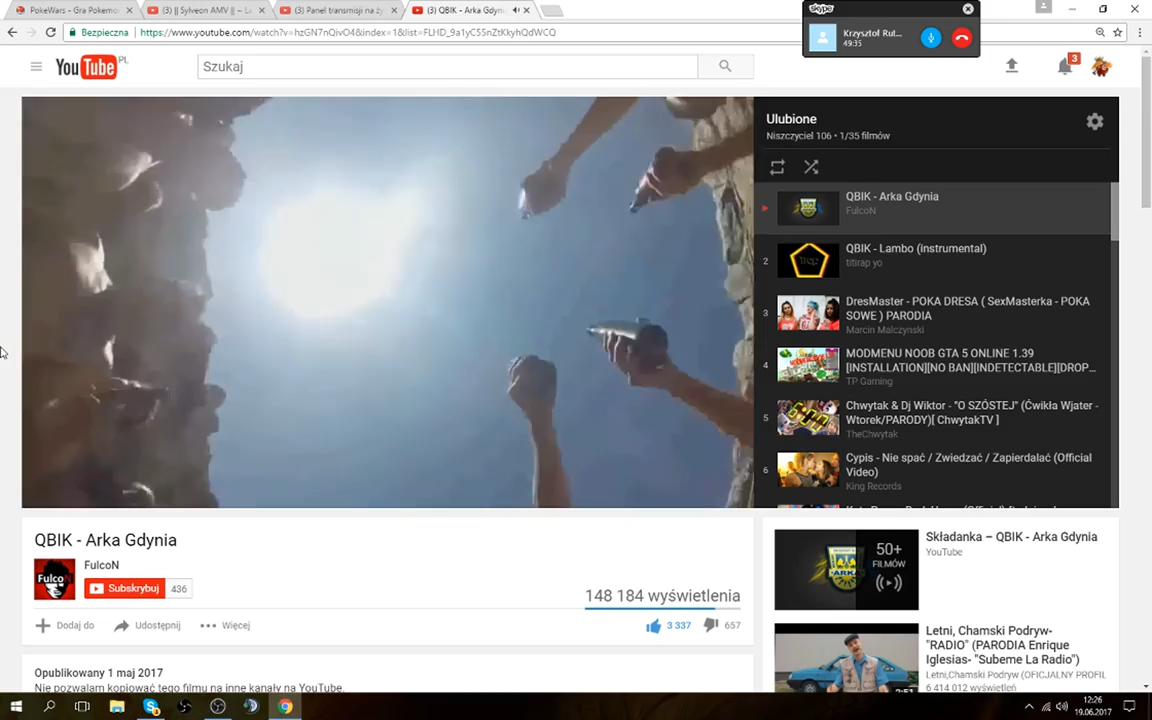 PokeWars - Gra Pokemo
(3) || Sylveon AMV || ~ L
(3) Panel transmisji na ży
(3) QBIK - Arka Gdyni
skype
Krzysztof Rut...
49:35
Bezpieczna
https://www.youtube.com/watch?v=hzGN7nQivO4&index=1&list=FLHD_9a1yC55nZtKkyhQdWCQ
YouTube PL
Szukaj
3
Ulubione
Niszczyciel 106 • 1/35 filmów
QBIK - Arka Gdynia
FulcoN
2
QBIK - Lambo (instrumental)
titirap yo
3
DresMaster - POKA DRESA ( SexMasterka - POKA
SOWE ) PARODIA
Marcin Malczynski
4
MODMENU NOOB GTA 5 ONLINE 1.39
[INSTALLATION][NO BAN][INDETECTABLE][DROP...
TP Gaming
5
Chwytak & Dj Wiktor - "O SZÓSTEJ" (Ćwikła Wjater -
Wtorek/PARODY)[ ChwytakTV ]
TheChwytak
6
Cypis - Nie spać / Zwiedzać / Zapierdalać (Official
Video)
King Records
QBIK - Arka Gdynia
FulcoN
FulcoN
Subskrybuj 436
148 184 wyświetlenia
Dodaj do
Udostępnij
Więcej
3 337
657
Opublikowany 1 maj 2017
Nie pozwalam kopiować tego filmu na inne kanały na YouTube.
50+
FILMÓW
ARKA
Składanka – QBIK - Arka Gdynia
YouTube
Letni, Chamski Podryw-
"RADIO" (PARODIA Enrique
Iglesias- "Subeme La Radio")
Letni, Chamski Podryw (OFICJALNY PROFIL
6 414 012 wyświetleń
12:26
19.06.2017